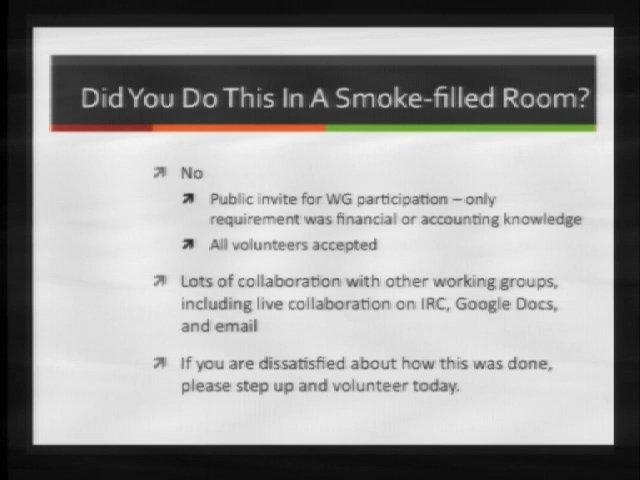 Did You Do This In A Smoke-filled Room?
No
Public invite for WG participation – only
requirement was financial or accounting knowledge
All volunteers accepted
Lots of collaboration with other working groups,
including live collaboration on IRC, Google Docs,
and email
If you are dissatisfied about how this was done,
please step up and volunteer today.